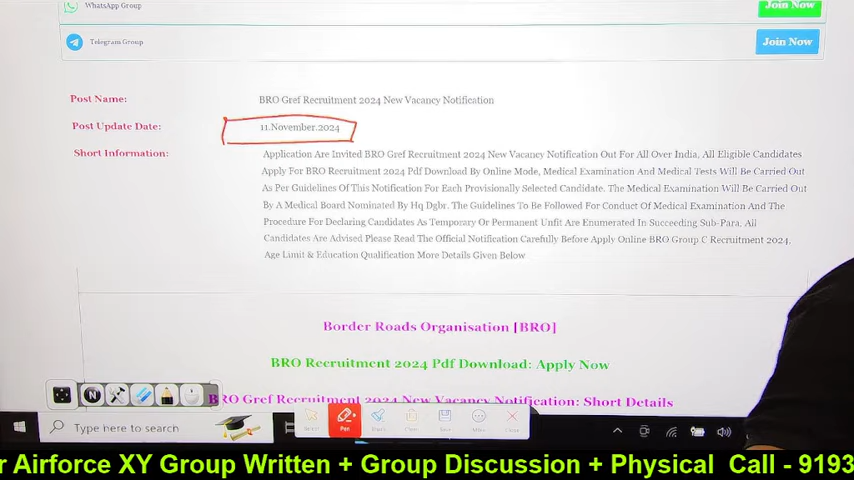 WhatsApp Group
Join Now
Telegram Group
Join Now
Post Name:
BRO Gref Recruitment 2024 New Vacancy Notification
Post Update Date:
11.November.2024
Short Information:
Application Are Invited BRO Gref Recruitment 2024 New Vacancy Notification Out For All Over India, All Eligible Candidates
Apply For BRO Recruitment 2024 Pdf Download By Online Mode, Medical Examination And Medical Tests Will Be Carried Out
As Per Guidelines Of This Notification For Each Provisionally Selected Candidate. The Medical Examination Will Be Carried Out
By A Medical Board Nominated By Hq Dgbr. The Guidelines To Be Followed For Conduct Of Medical Examination And The
Procedure For Declaring Candidates As Temporary Or Permanent Unfit Are Enumerated In Succeeding Sub-Para. All
Candidates Are Advised Please Read The Official Notification Carefully Before Apply Online BRO Group C Recruitment 2024,
Age Limit & Education Qualification More Details Given Below
Border Roads Organisation [BRO]
BRO Recruitment 2024 Pdf Download: Apply Now
BRO Gref Recruitment 2024 New Vacancy Notification: Short Details
N
Select
Pen
Clear
Save
More
Close
Type here to search
r Airforce XY Group Written + Group Discussion + Physical Call - 9193